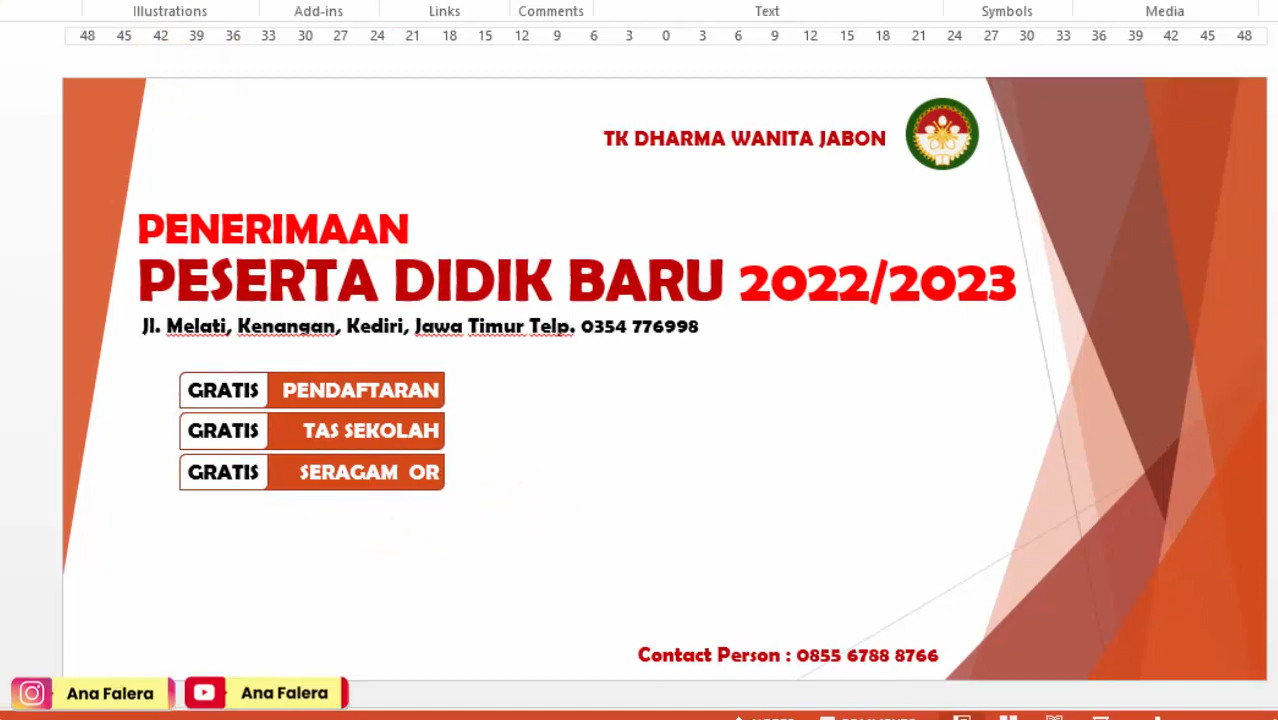 Illustrations Add-ins Links Comments Text Symbols Media
48 45 42 39 36 33 30 27 24 21 18 15 12 9 6 3 0 3 6 9 12 15 18 21 24 27 30 33 36 39 42 45 48
TK DHARMA WANITA JABON
PENERIMAAN
PESERTA DIDIK BARU 2022/2023
Jl. Melati, Kenangan, Kediri, Jawa Timur Telp. 0354 776998
GRATIS PENDAFTARAN
GRATIS TAS SEKOLAH
GRATIS SERAGAM OR
Contact Person : 0855 6788 8766
Ana Falera Ana Falera